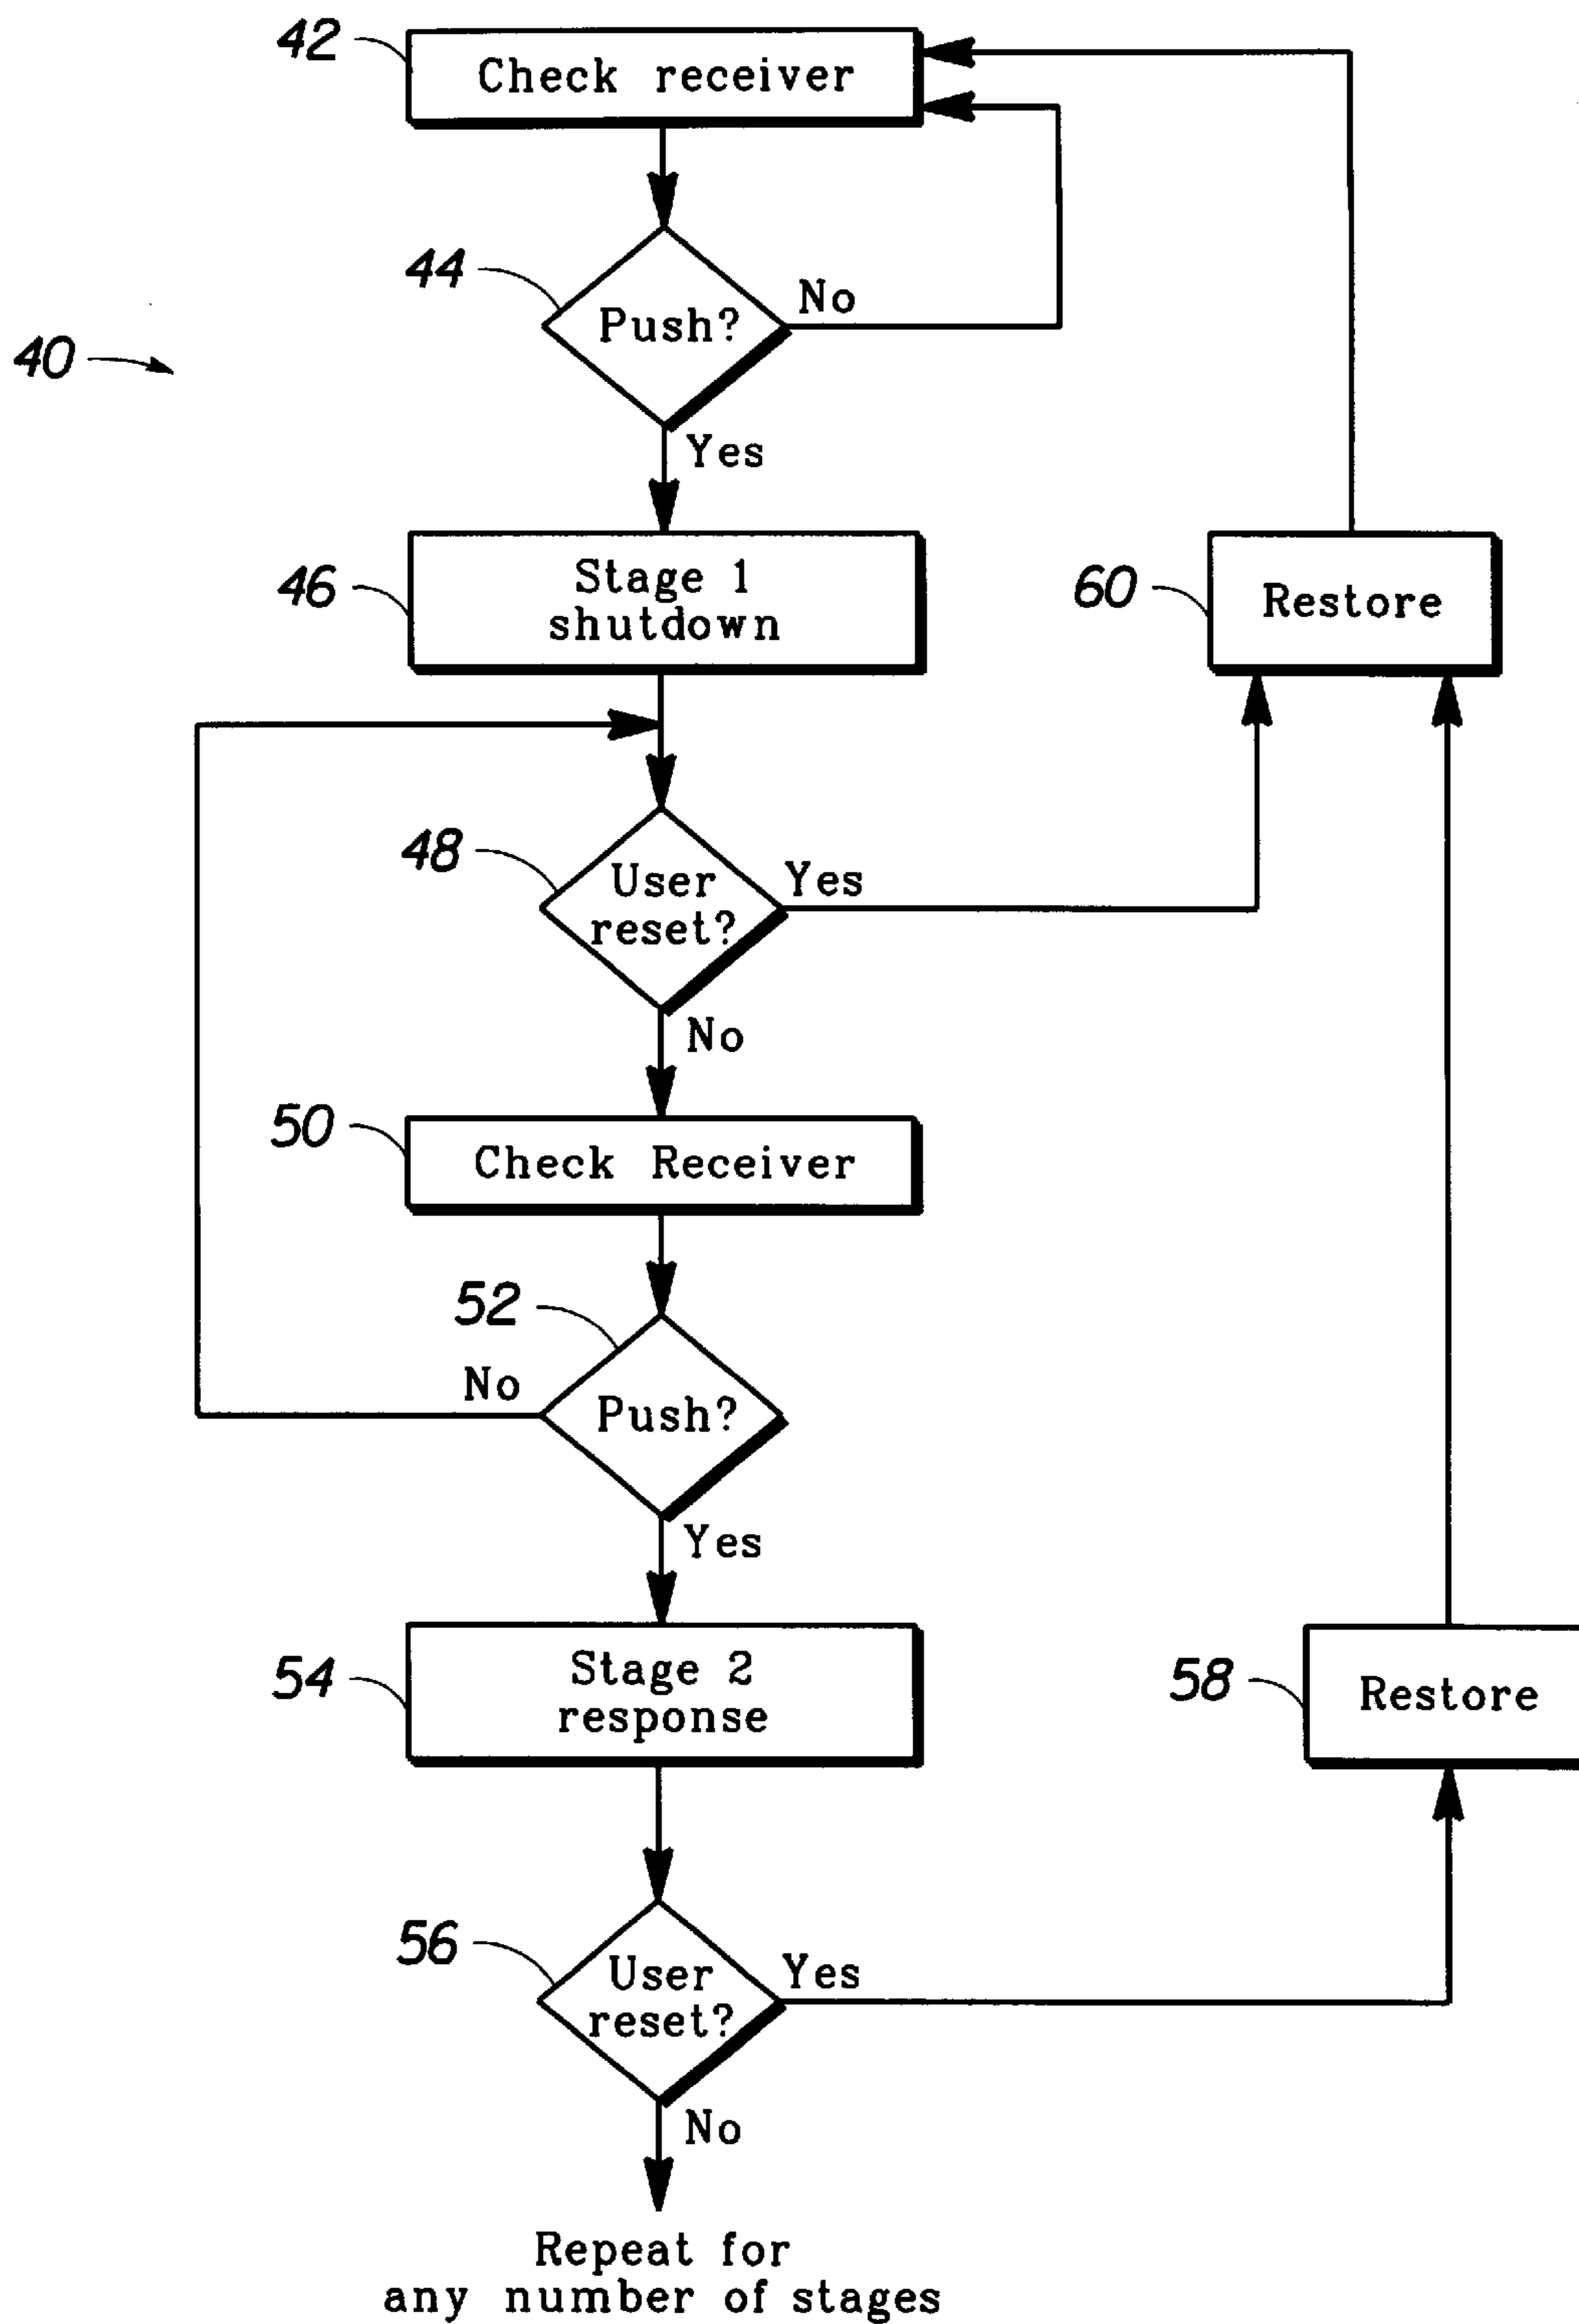 42
Check receiver
44
Push?
No
40
Yes
46
Stage 1
shutdown
60
Restore
48
User
reset?
Yes
No
50
Check Receiver
52
No
Push?
Yes
54
Stage 2
response
58
Restore
56
User
reset?
Yes
No
Repeat for
any number of stages